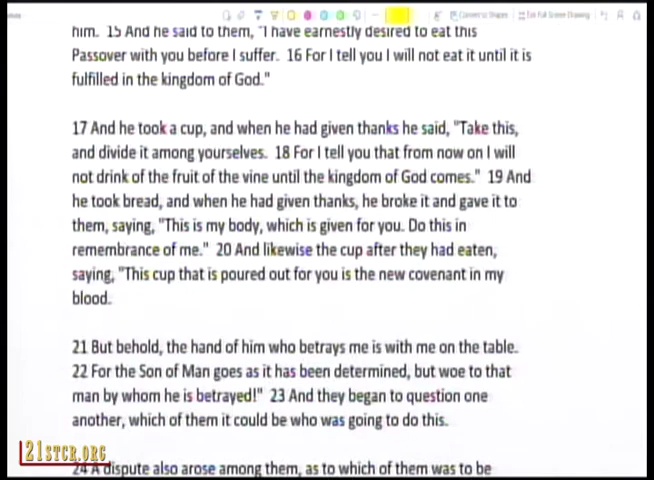 Convert to Shapes
Exit Full Screen Drawing
him. 15 And he said to them, "I have earnestly desired to eat this
Passover with you before I suffer. 16 For I tell you I will not eat it until it is
fulfilled in the kingdom of God."
17 And he took a cup, and when he had given thanks he said, "Take this,
and divide it among yourselves. 18 For I tell you that from now on I will
not drink of the fruit of the vine until the kingdom of God comes." 19 And
he took bread, and when he had given thanks, he broke it and gave it to
them, saying, "This is my body, which is given for you. Do this in
remembrance of me." 20 And likewise the cup after they had eaten,
saying, "This cup that is poured out for you is the new covenant in my
blood.
21 But behold, the hand of him who betrays me is with me on the table.
22 For the Son of Man goes as it has been determined, but woe to that
man by whom he is betrayed!" 23 And they began to question one
another, which of them it could be who was going to do this.
21STCR.ORG
24 A dispute also arose among them, as to which of them was to be